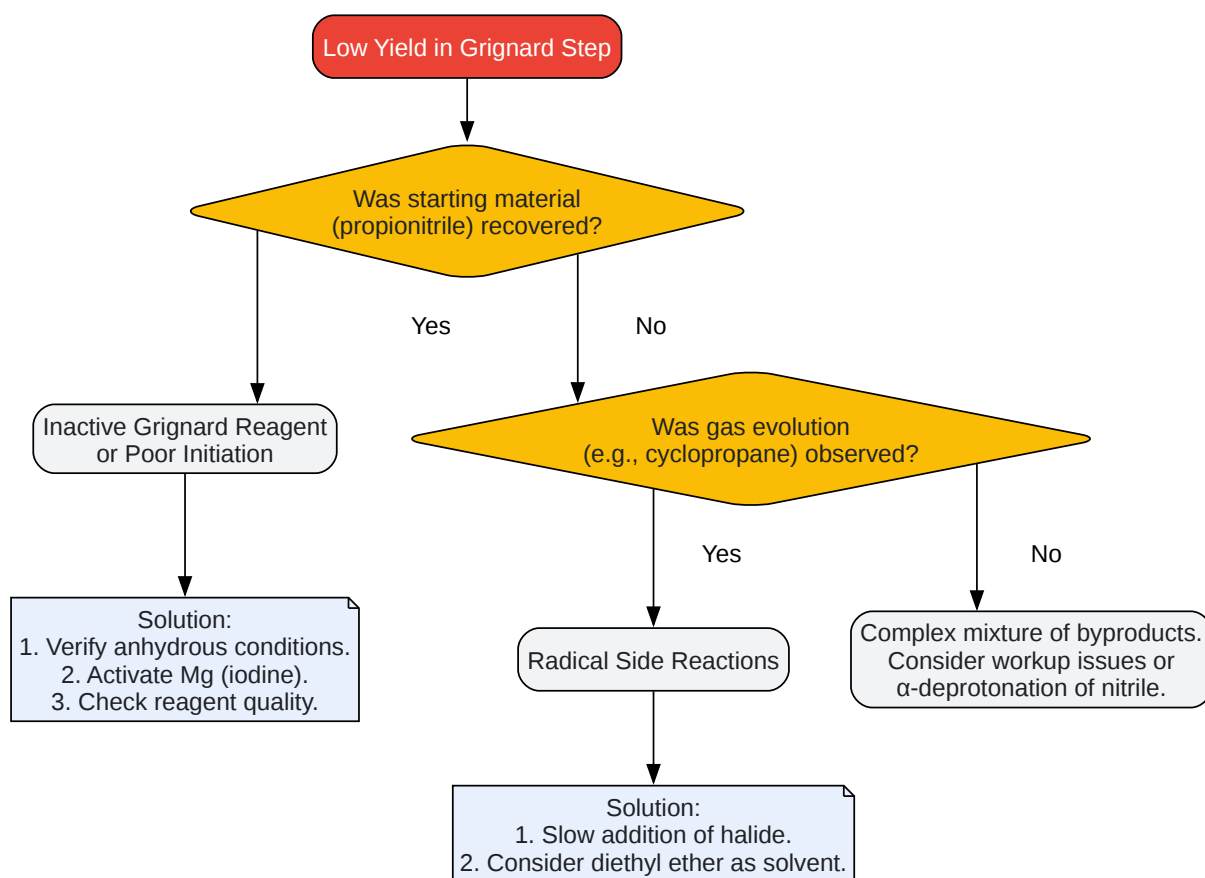 Low Yield in Grignard Step
Was starting material
(propionitrile) recovered?
Yes
No
Inactive Grignard Reagent
or Poor Initiation
Was gas evolution
(e.g., cyclopropane) observed?
Yes
No
Solution:
1. Verify anhydrous conditions.
2. Activate Mg (iodine).
3. Check reagent quality.
Radical Side Reactions
Complex mixture of byproducts.
Consider workup issues or
α-deprotonation of nitrile.
Solution:
1. Slow addition of halide.
2. Consider diethyl ether as solvent.